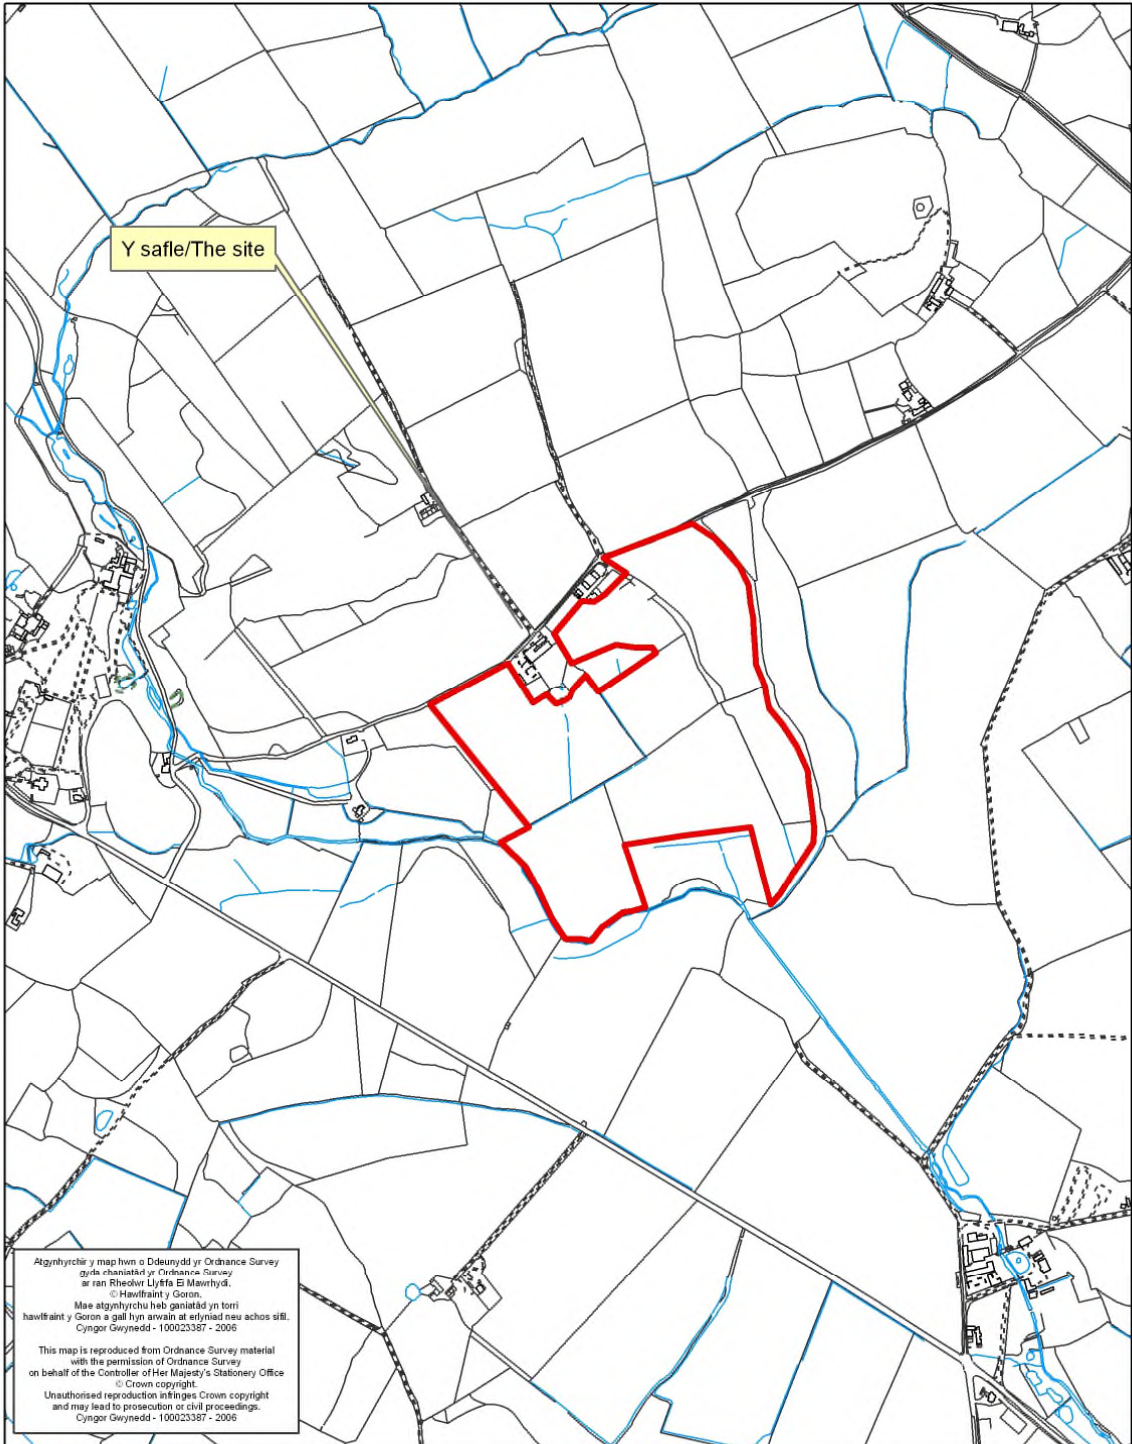 Y safle/The site
Atgynhyrchir y map hwn o Ddeunydd yr Ordnance Survey
gyda chaniatâd yr Ordnance Survey
ar ran Rheolwr Llyfrfa Ei Mawrhydi.
© Hawlfraint y Goron.
Mae atgynhyrchu heb ganiatâd yn torri
hawlfraint y Goron a gall hyn arwain at erlyniad neu achos sifil.
Cyngor Gwynedd - 100023387 - 2006
This map is reproduced from Ordnance Survey material
with the permission of Ordnance Survey
on behalf of the Controller of Her Majesty's Stationery Office
© Crown copyright.
Unauthorised reproduction infringes Crown copyright
and may lead to prosecution or civil proceedings.
Cyngor Gwynedd - 100023387 - 2006